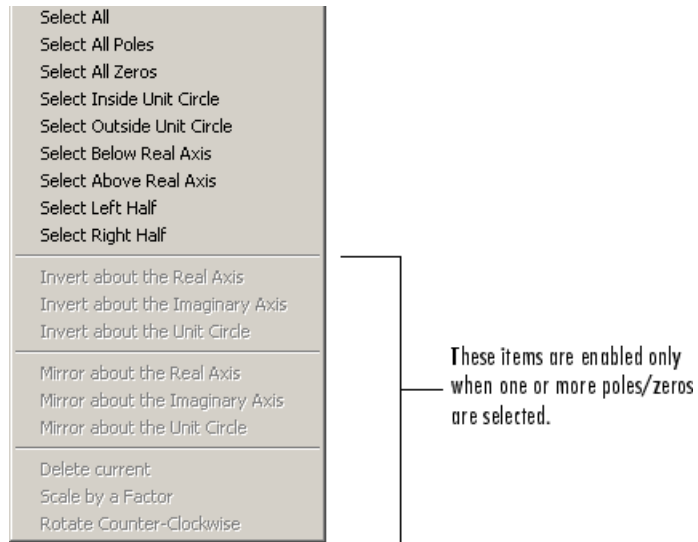 Select All
Select All Poles
Select All Zeros
Select Inside Unit Circle
Select Outside Unit Circle
Select Below Real Axis
Select Above Real Axis
Select Left Half
Select Right Half
Invert about the Real Axis
Invert about the Imaginary Axis
Invert about the Unit Circle
Mirror about the Real Axis
Mirror about the Imaginary Axis
Mirror about the Unit Circle
Delete current
Scale by a Factor
Rotate Counter-Clockwise
These items are enabled only
when one or more poles/zeros
are selected.